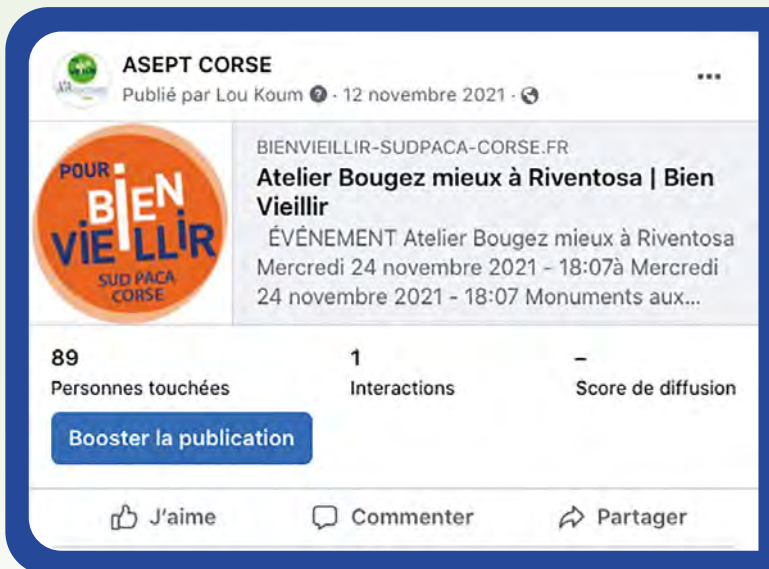 ASEPT CORSE
Publié par Lou Koum · 12 novembre 2021 ·
POUR
BIEN
VIEILLIR
SUD PACA
CORSE
BIENVIEILLIR-SUDPACA-CORSE.FR
Atelier Bougez mieux à Riventosa | Bien
Vieillir
ÉVÉNEMENT Atelier Bougez mieux à Riventosa
Mercredi 24 novembre 2021 - 18:07à Mercredi
24 novembre 2021 - 18:07 Monuments aux...
89
Personnes touchées
1
Interactions
–
Score de diffusion
Booster la publication
J'aime
Commenter
Partager